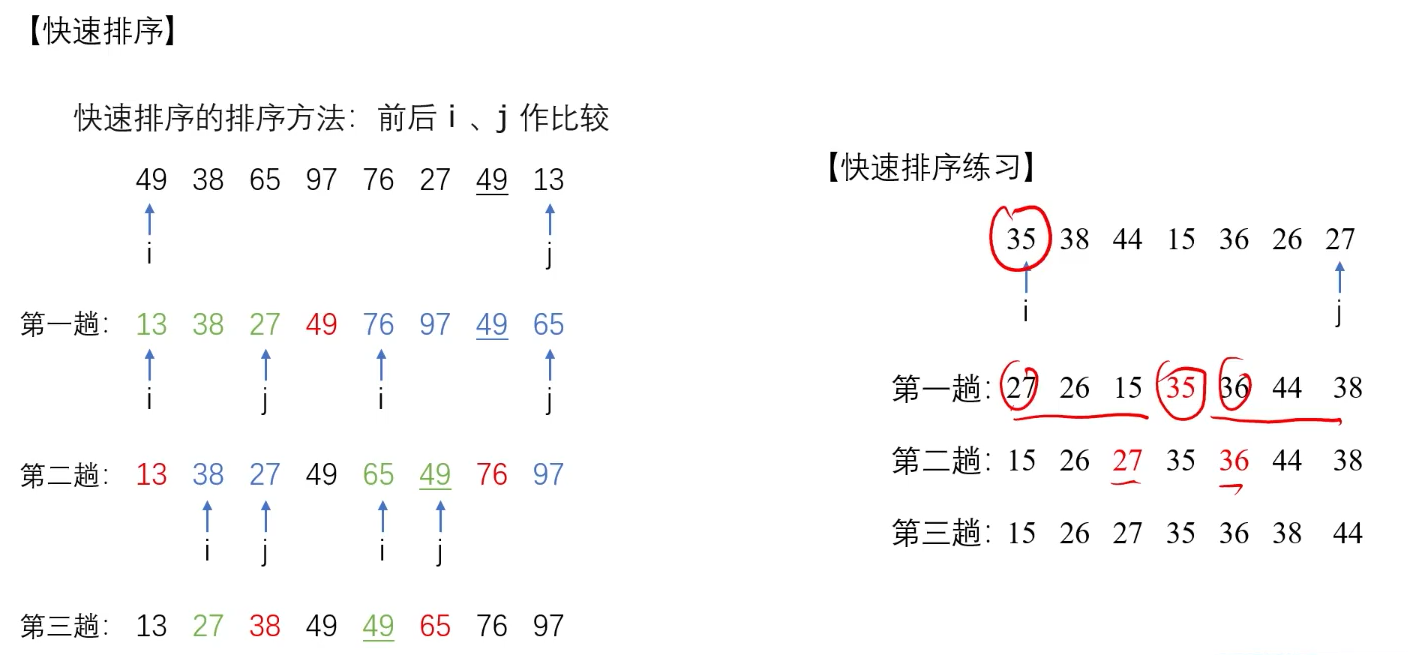 【快速排序】
快速排序的排序方法：前后 i 、j 作比较
49 38 65 97 76 27 49 13
i j
第一趟：13 38 27 49 76 97 49 65
i j i j
第二趟：13 38 27 49 65 49 76 97
i j i j
第三趟：13 27 38 49 49 65 76 97
【快速排序练习】
35 38 44 15 36 26 27
i j
第一趟：27 26 15 35 36 44 38
第二趟：15 26 27 35 36 44 38
第三趟：15 26 27 35 36 38 44